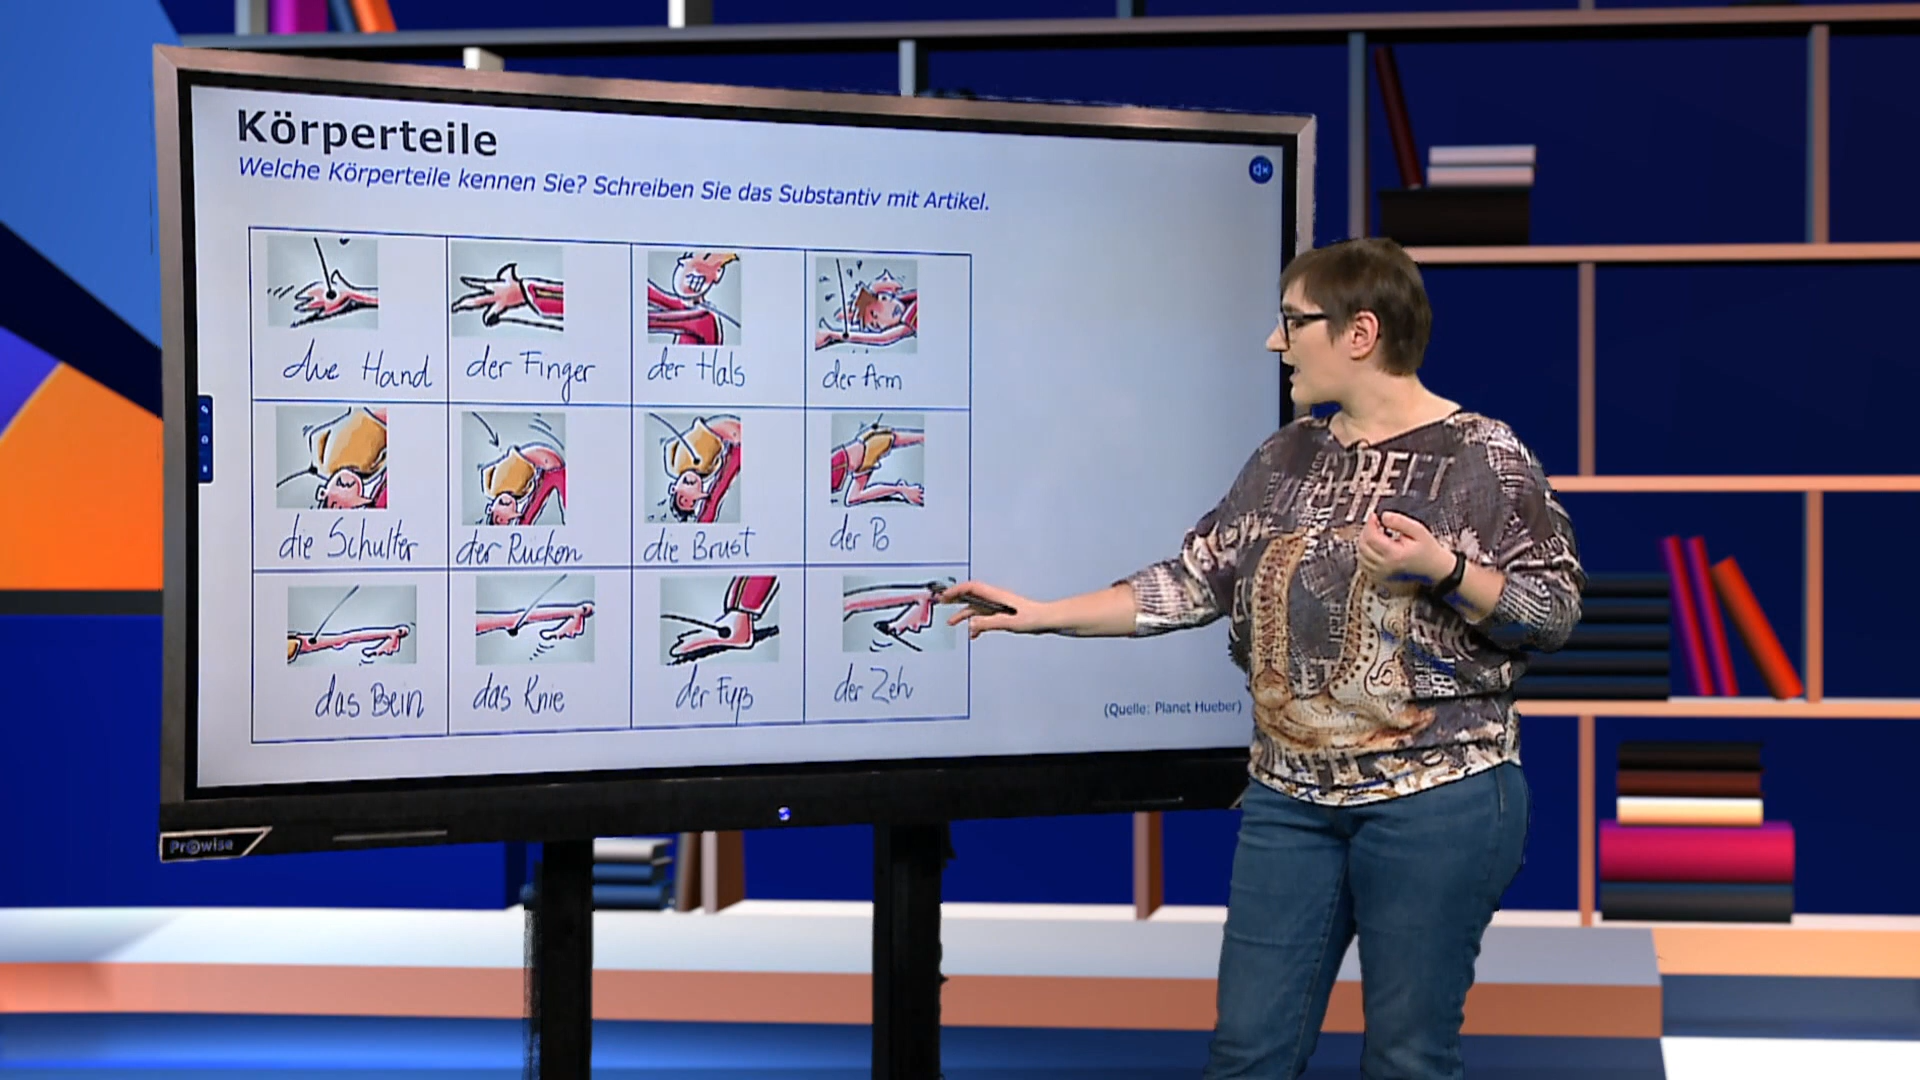 Körperteile
Welche Körperteile kennen Sie? Schreiben Sie das Substantiv mit Artikel.
die Hand
der Finger
der Hals
der Arm
die Schulter
der Rücken
die Brust
der Po
das Bein
das Knie
der Fuß
der Zeh
(Quelle: Planet Hueber)
Prowise
STREET